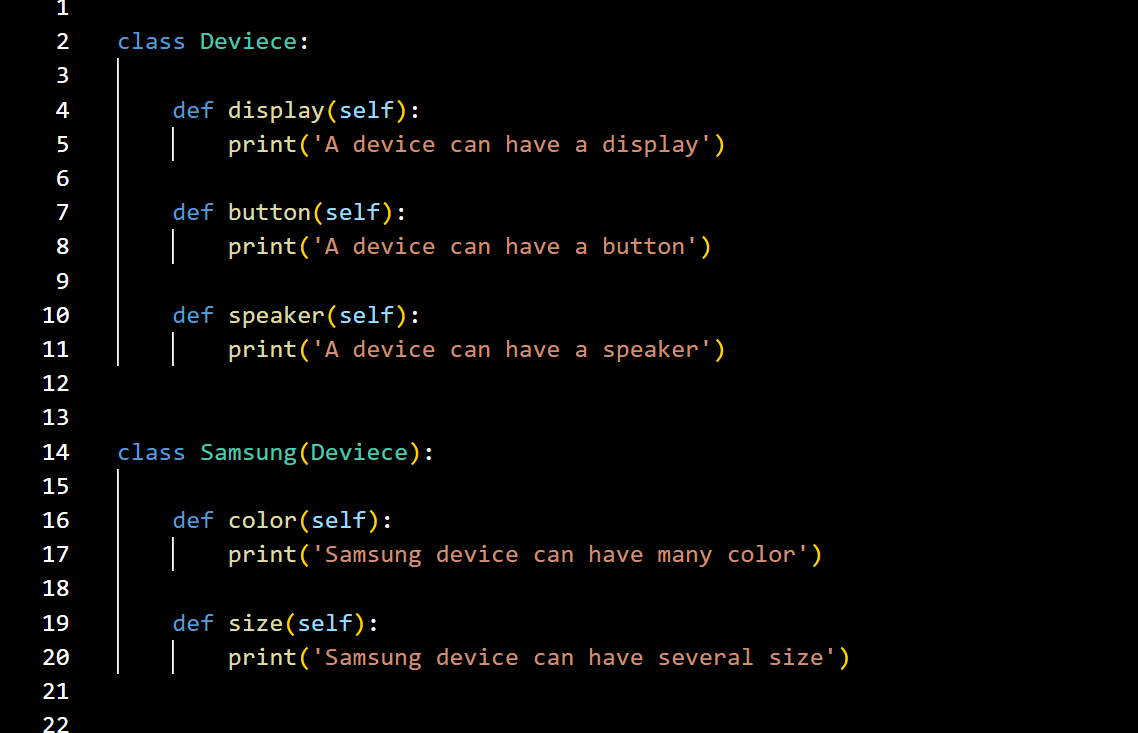 1
2 class Deviece:
3
4 def display(self):
5 print('A device can have a display')
6
7 def button(self):
8 print('A device can have a button')
9
10 def speaker(self):
11 print('A device can have a speaker')
12
13
14 class Samsung(Deviece):
15
16 def color(self):
17 print('Samsung device can have many color')
18
19 def size(self):
20 print('Samsung device can have several size')
21
22